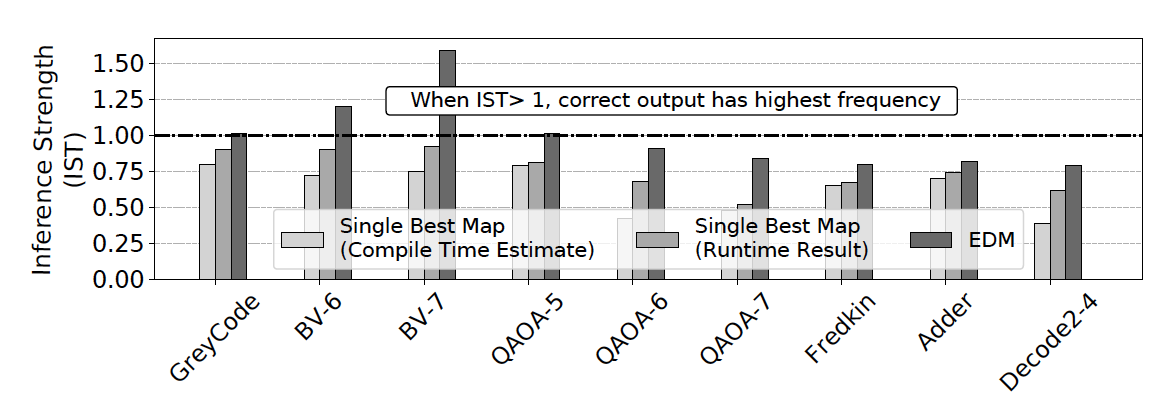 Inference Strength
(IST)
1.50
1.25
1.00
0.75
0.50
0.25
0.00
When IST> 1, correct output has highest frequency
Single Best Map
(Compile Time Estimate)
Single Best Map
(Runtime Result)
EDM
GreyCode
BV-6
BV-7
QAOA-5
QAOA-6
QAOA-7
Fredkin
Adder
Decode2-4